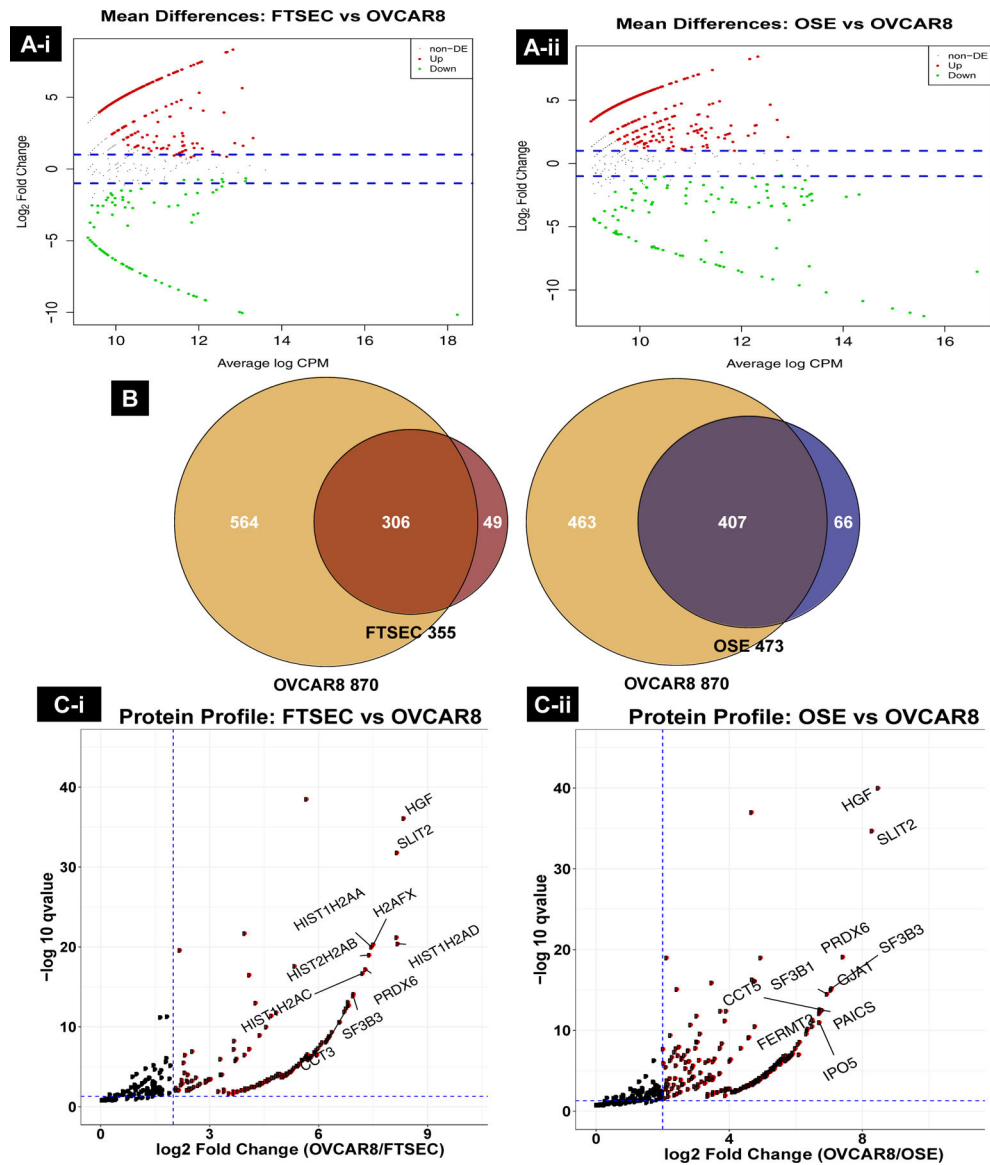 Mean Differences: FTSEC vs OVCAR8
A-i
non-DE
Up
Down
Log2 Fold Change
5
0
-5
-10
10 12 14 16 18
Average log CPM
Mean Differences: OSE vs OVCAR8
A-ii
non-DE
Up
Down
Log2 Fold Change
5
0
-5
-10
10 12 14 16
Average log CPM
B
564 306 49
FTSEC 355
OVCAR8 870
463 407 66
OSE 473
OVCAR8 870
C-i
Protein Profile: FTSEC vs OVCAR8
−log 10 qvalue
40
30
20
10
0
HGF
SLIT2
HIST1H2AA
H2AFX
HIST2H2AB
HIST1H2AD
HIST1H2AC
PRDX6
SF3B3
CCT3
0 3 6 9
log2 Fold Change (OVCAR8/FTSEC)
C-ii
Protein Profile: OSE vs OVCAR8
−log 10 qvalue
40
30
20
10
0
HGF
SLIT2
PRDX6
SF3B3
SF3B1
GJA1
CCT5
PAICS
FERMT2
IPO5
0 4 8
log2 Fold Change (OVCAR8/OSE)